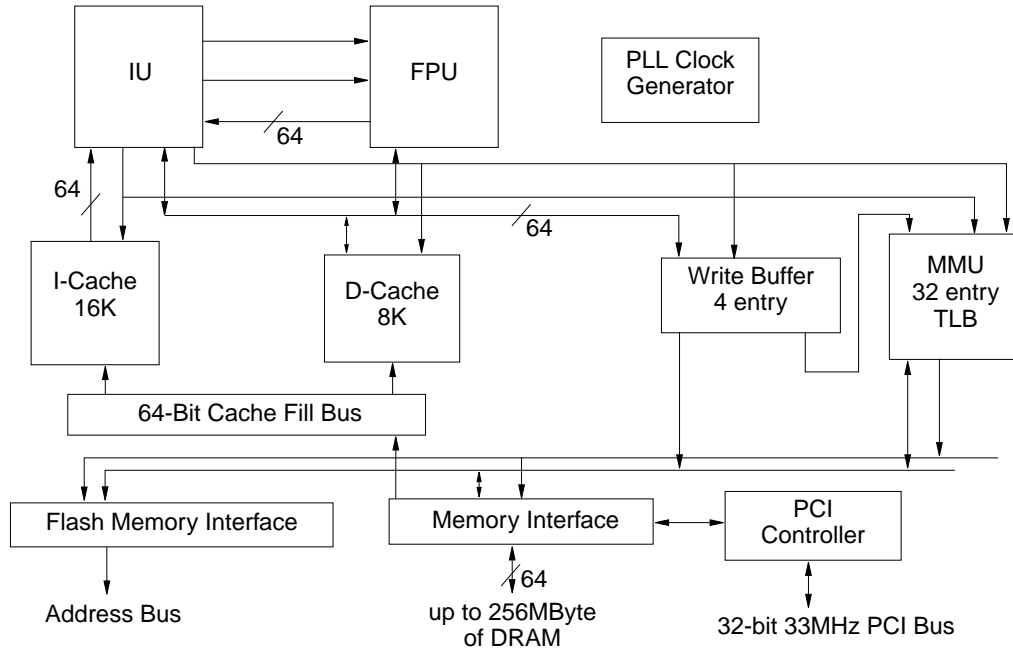 IU
FPU
PLL Clock
Generator
64
64
64
I-Cache
16K
D-Cache
8K
Write Buffer
4 entry
MMU
32 entry
TLB
64-Bit Cache Fill Bus
Flash Memory Interface
Memory Interface
PCI
Controller
64
Address Bus
up to 256MByte
of DRAM
32-bit 33MHz PCI Bus